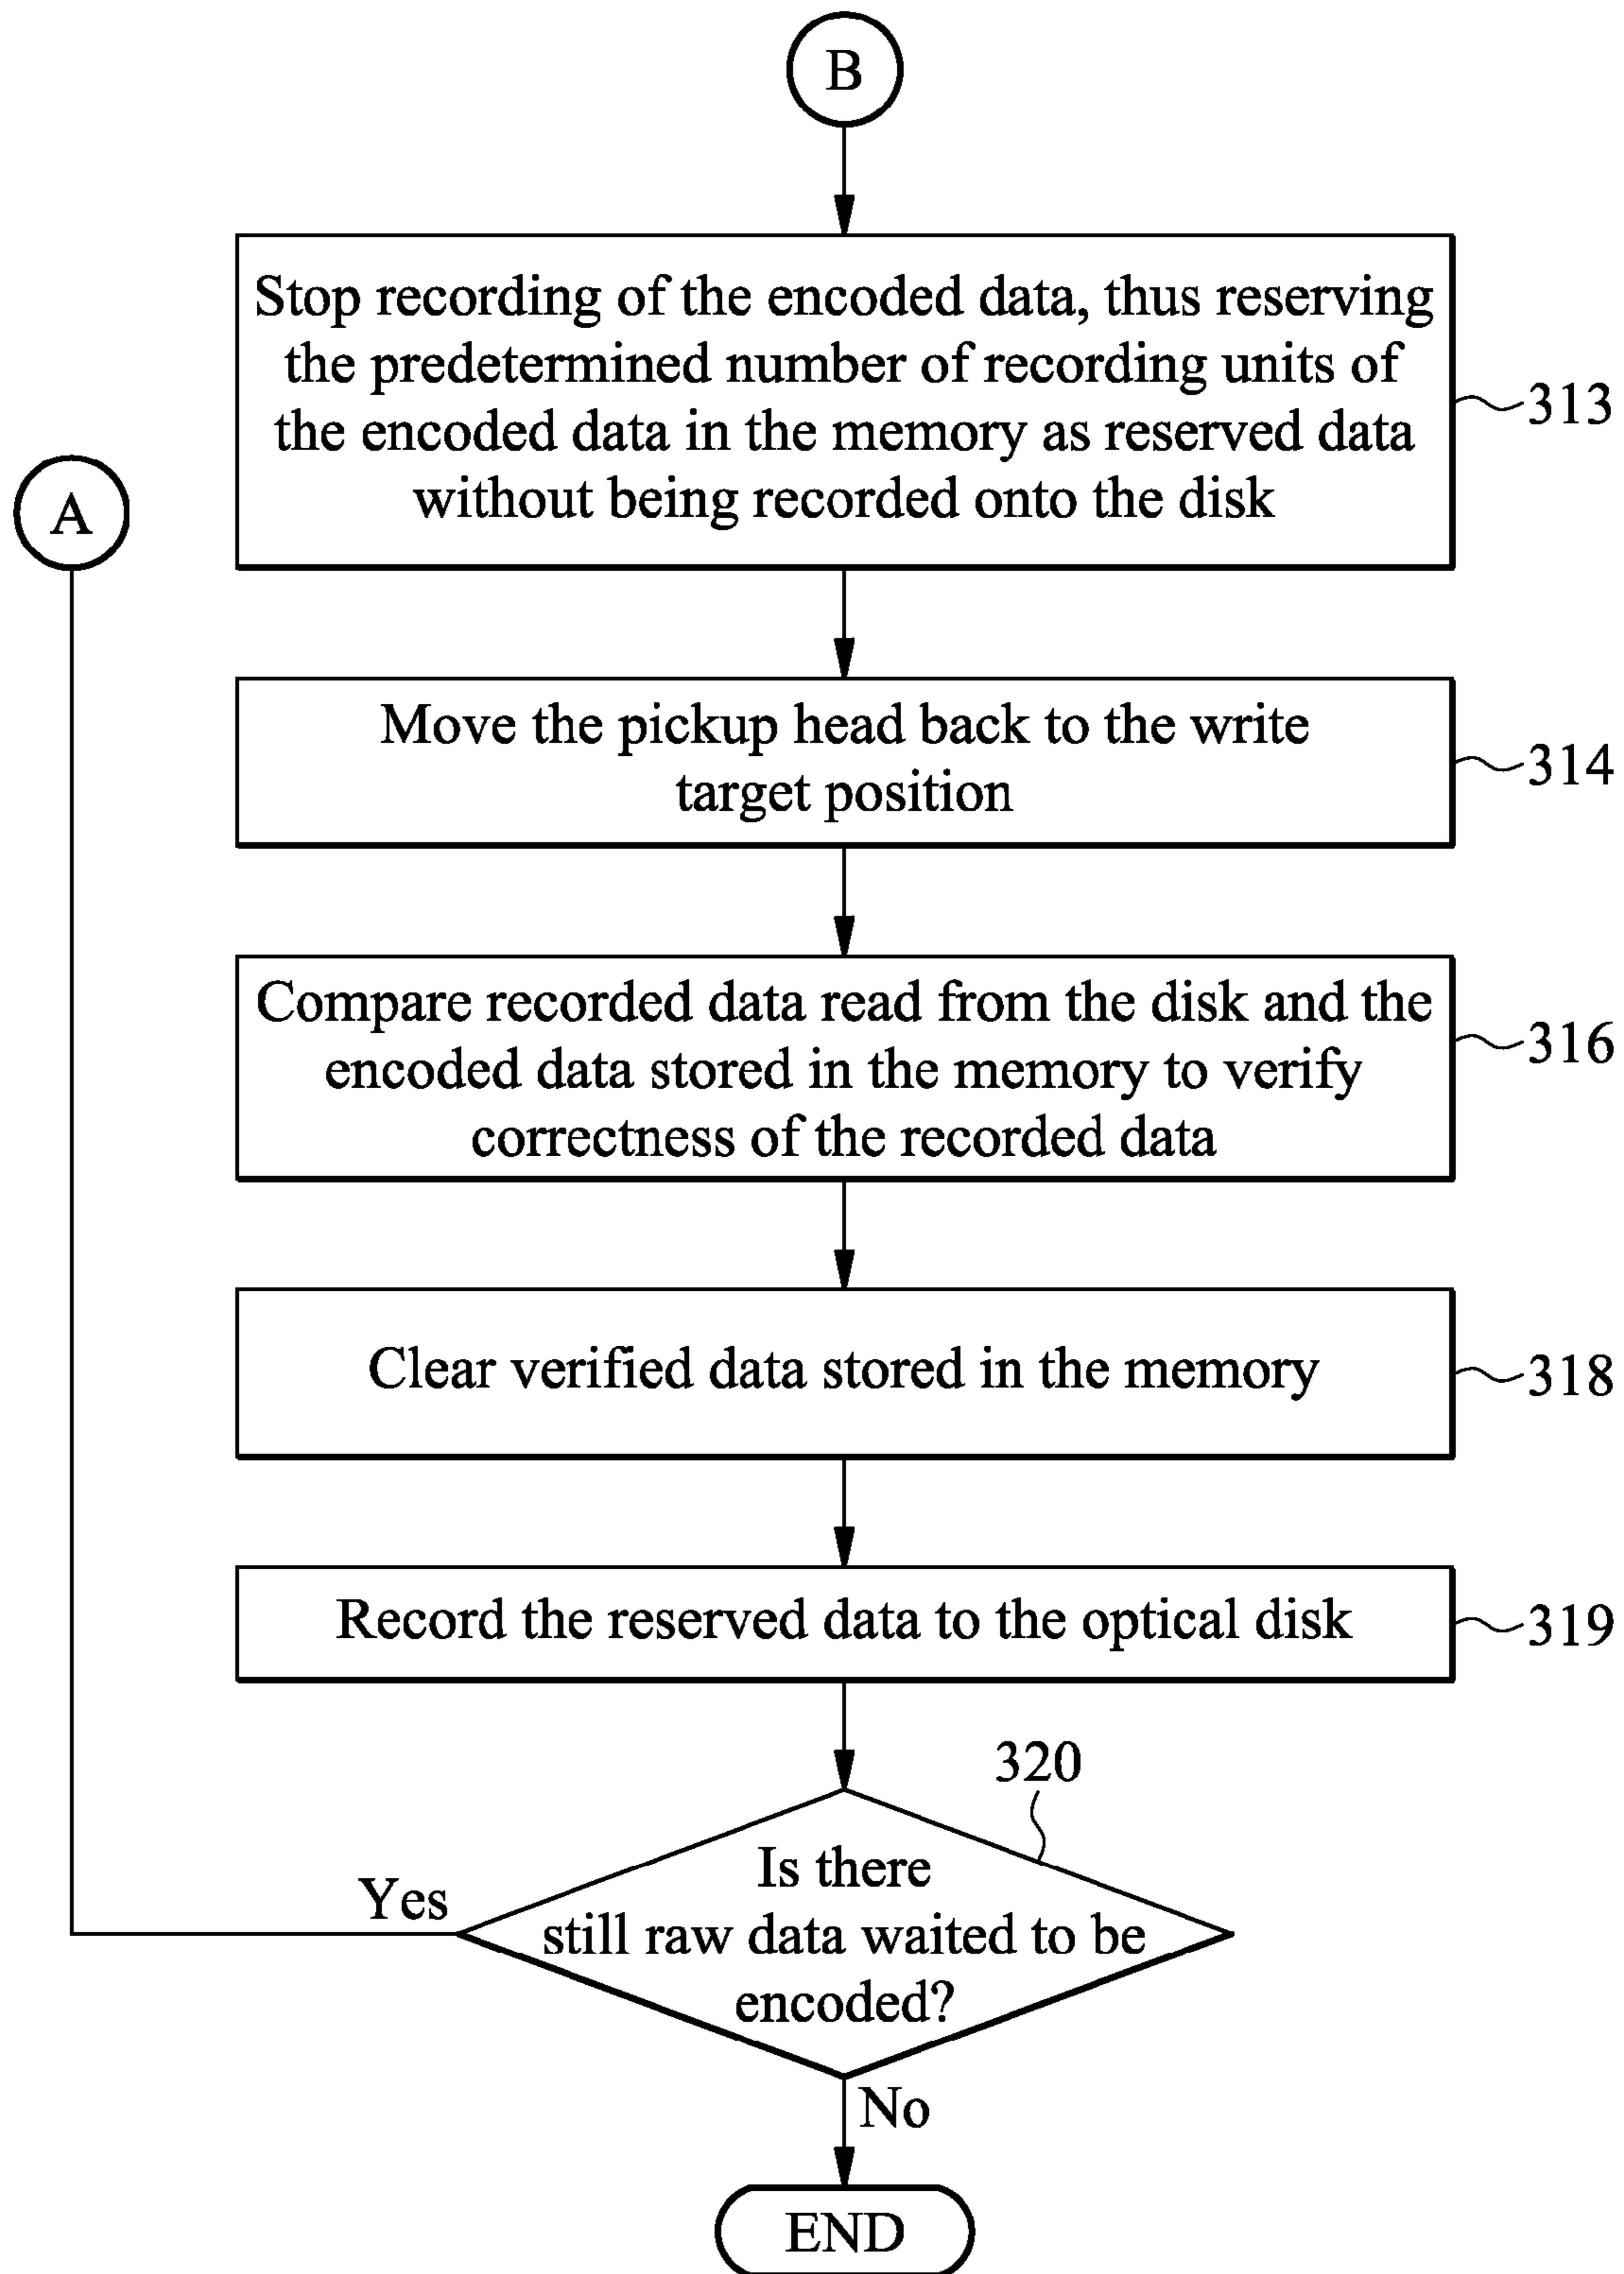 B
Stop recording of the encoded data, thus reserving
the predetermined number of recording units of
the encoded data in the memory as reserved data
without being recorded onto the disk
313
A
Move the pickup head back to the write
target position
314
Compare recorded data read from the disk and the
encoded data stored in the memory to verify
correctness of the recorded data
316
Clear verified data stored in the memory
318
Record the reserved data to the optical disk
319
320
Is there
still raw data waited to be
encoded?
Yes
No
END